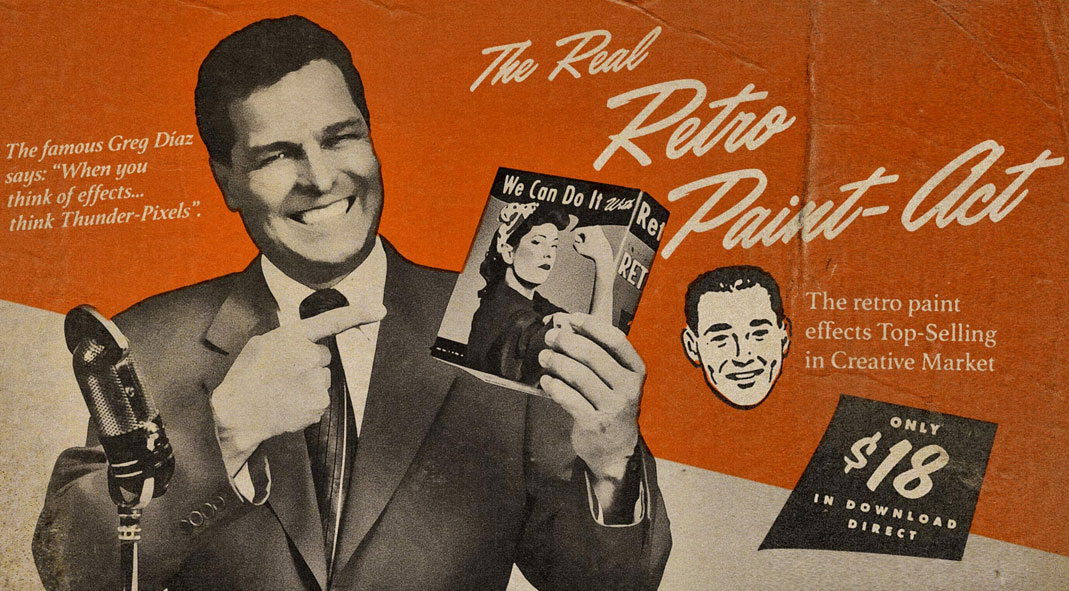 The famous Greg Díaz
says: “When you
think of effects...
think Thunder-Pixels”.
The Real
Retro
Paint-Act
We Can Do It With
Ret
RET
The retro paint
effects Top-Selling
in Creative Market
ONLY
$18
IN DOWNLOAD
DIRECT